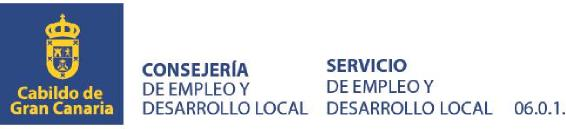 Cabildo de
Gran Canaria
CONSEJERÍA
DE EMPLEO Y
DESARROLLO LOCAL
SERVICIO
DE EMPLEO Y
DESARROLLO LOCAL
06.0.1.